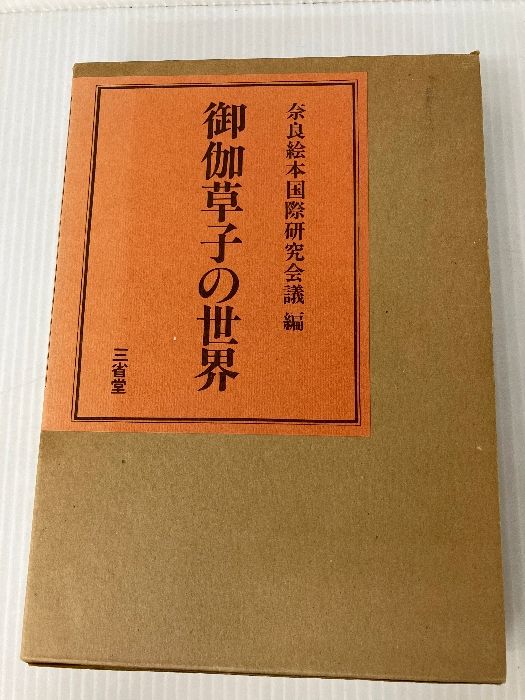 奈良絵本国際研究会議 編
御伽草子の世界
三省堂